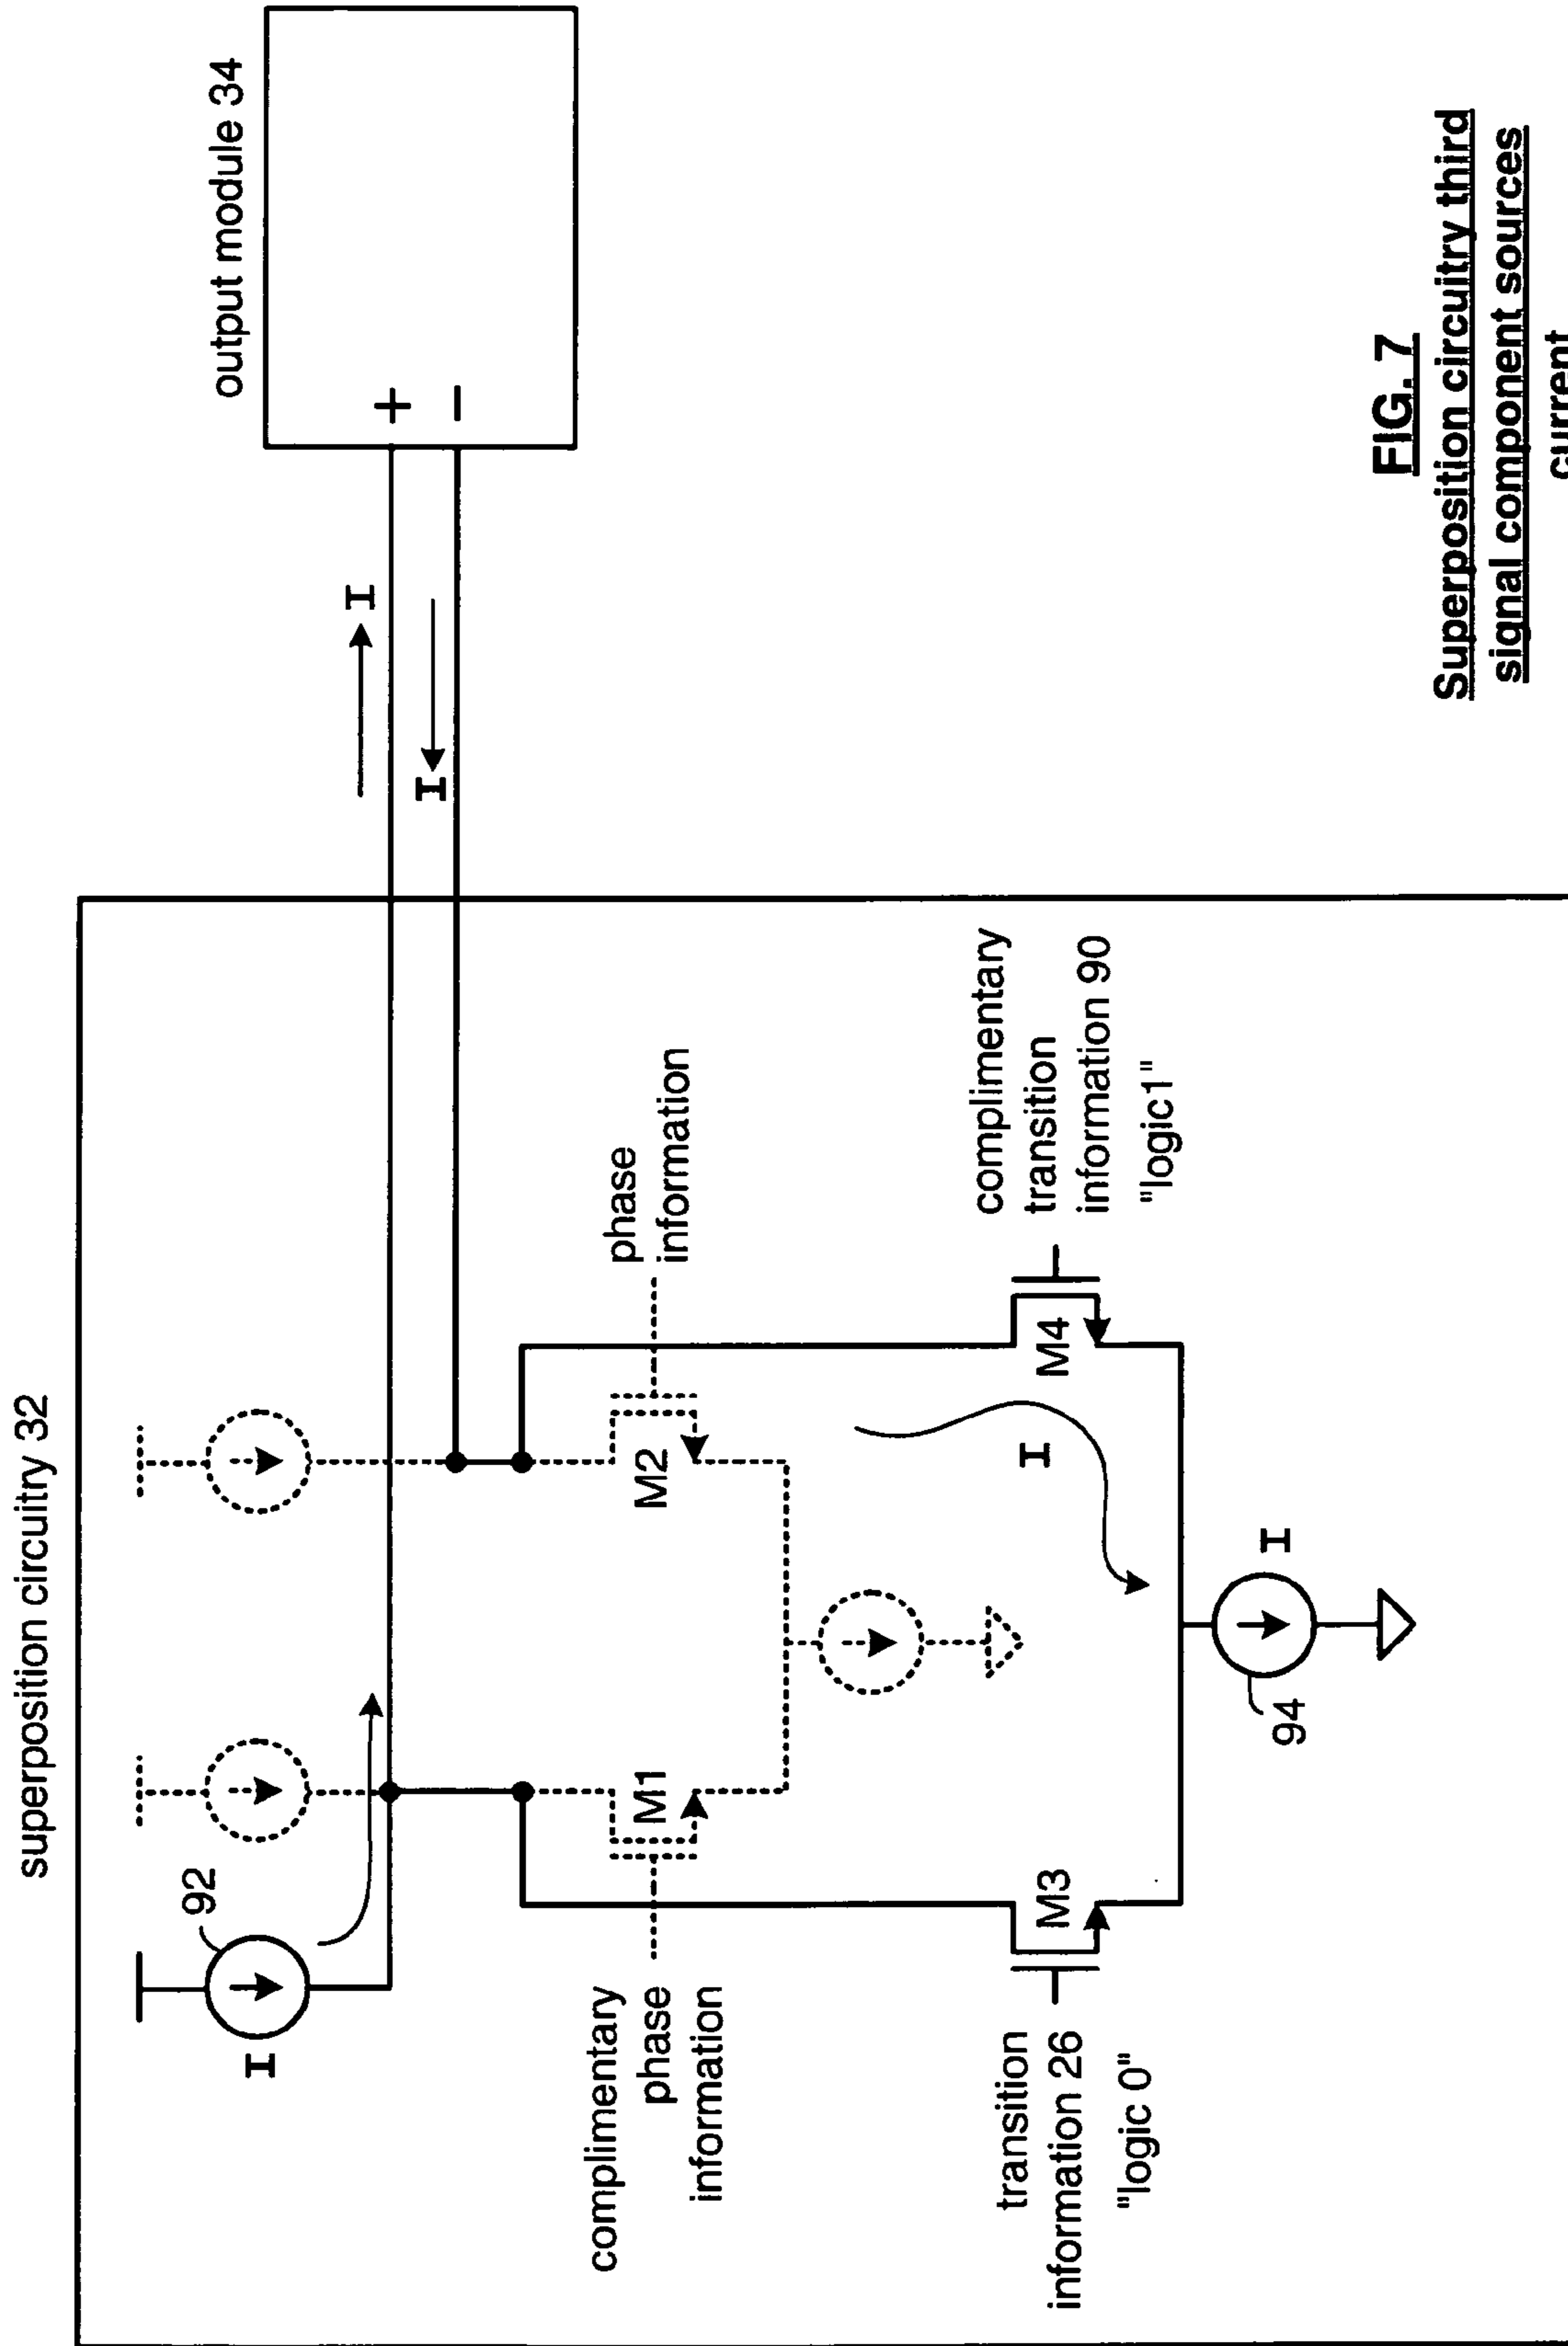 superposition circuitry 32
92
I
I
I
output module 34
+
−
complimentary
phase
information
M1
M2
phase
information
transition
information 26
"logic 0"
M3
I
M4
complimentary
transition
information 90
"logic1"
94
I
FIG. 7
Superposition circuitry third
signal component sources
current